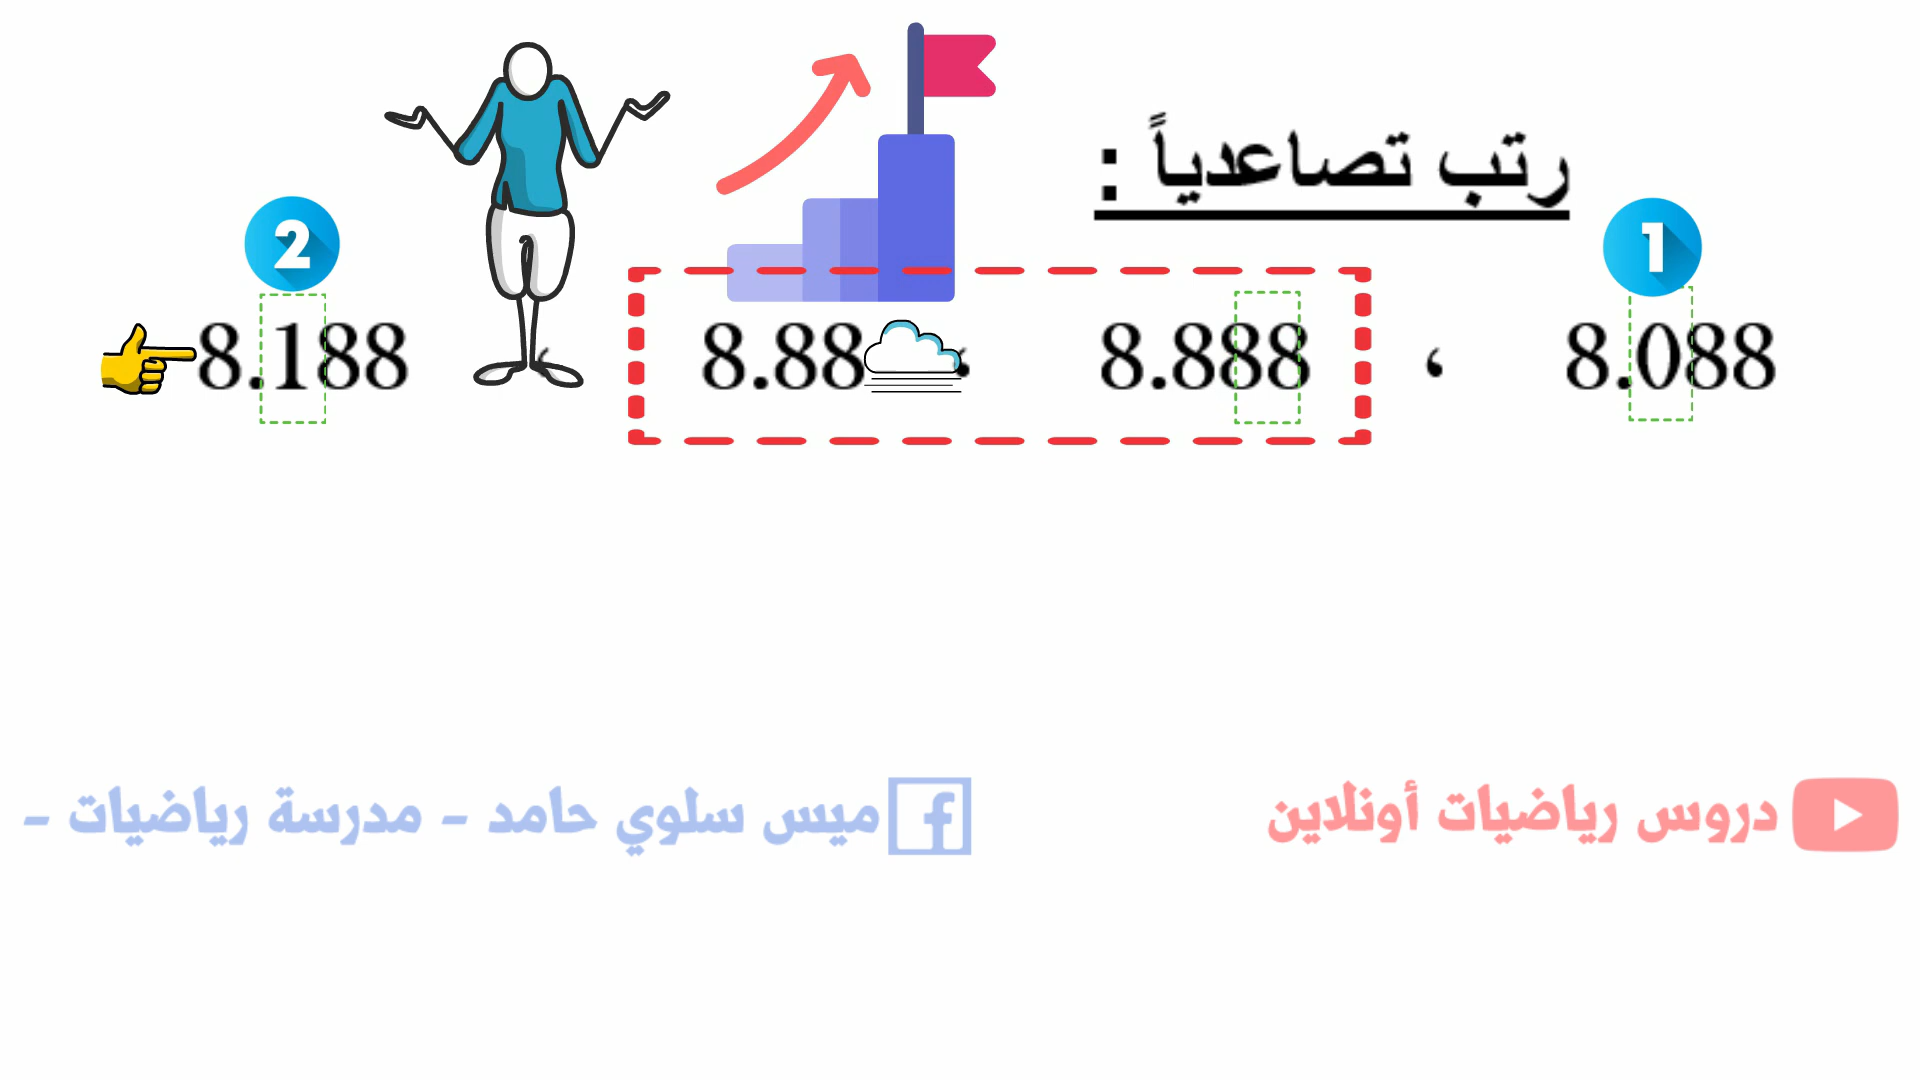 رتب تصاعدياً :
1 2
8.088 ، 8.888 ، 8.88 ، 8.188
دروس رياضيات أونلاين
ميس سلوي حامد - مدرسة رياضيات -